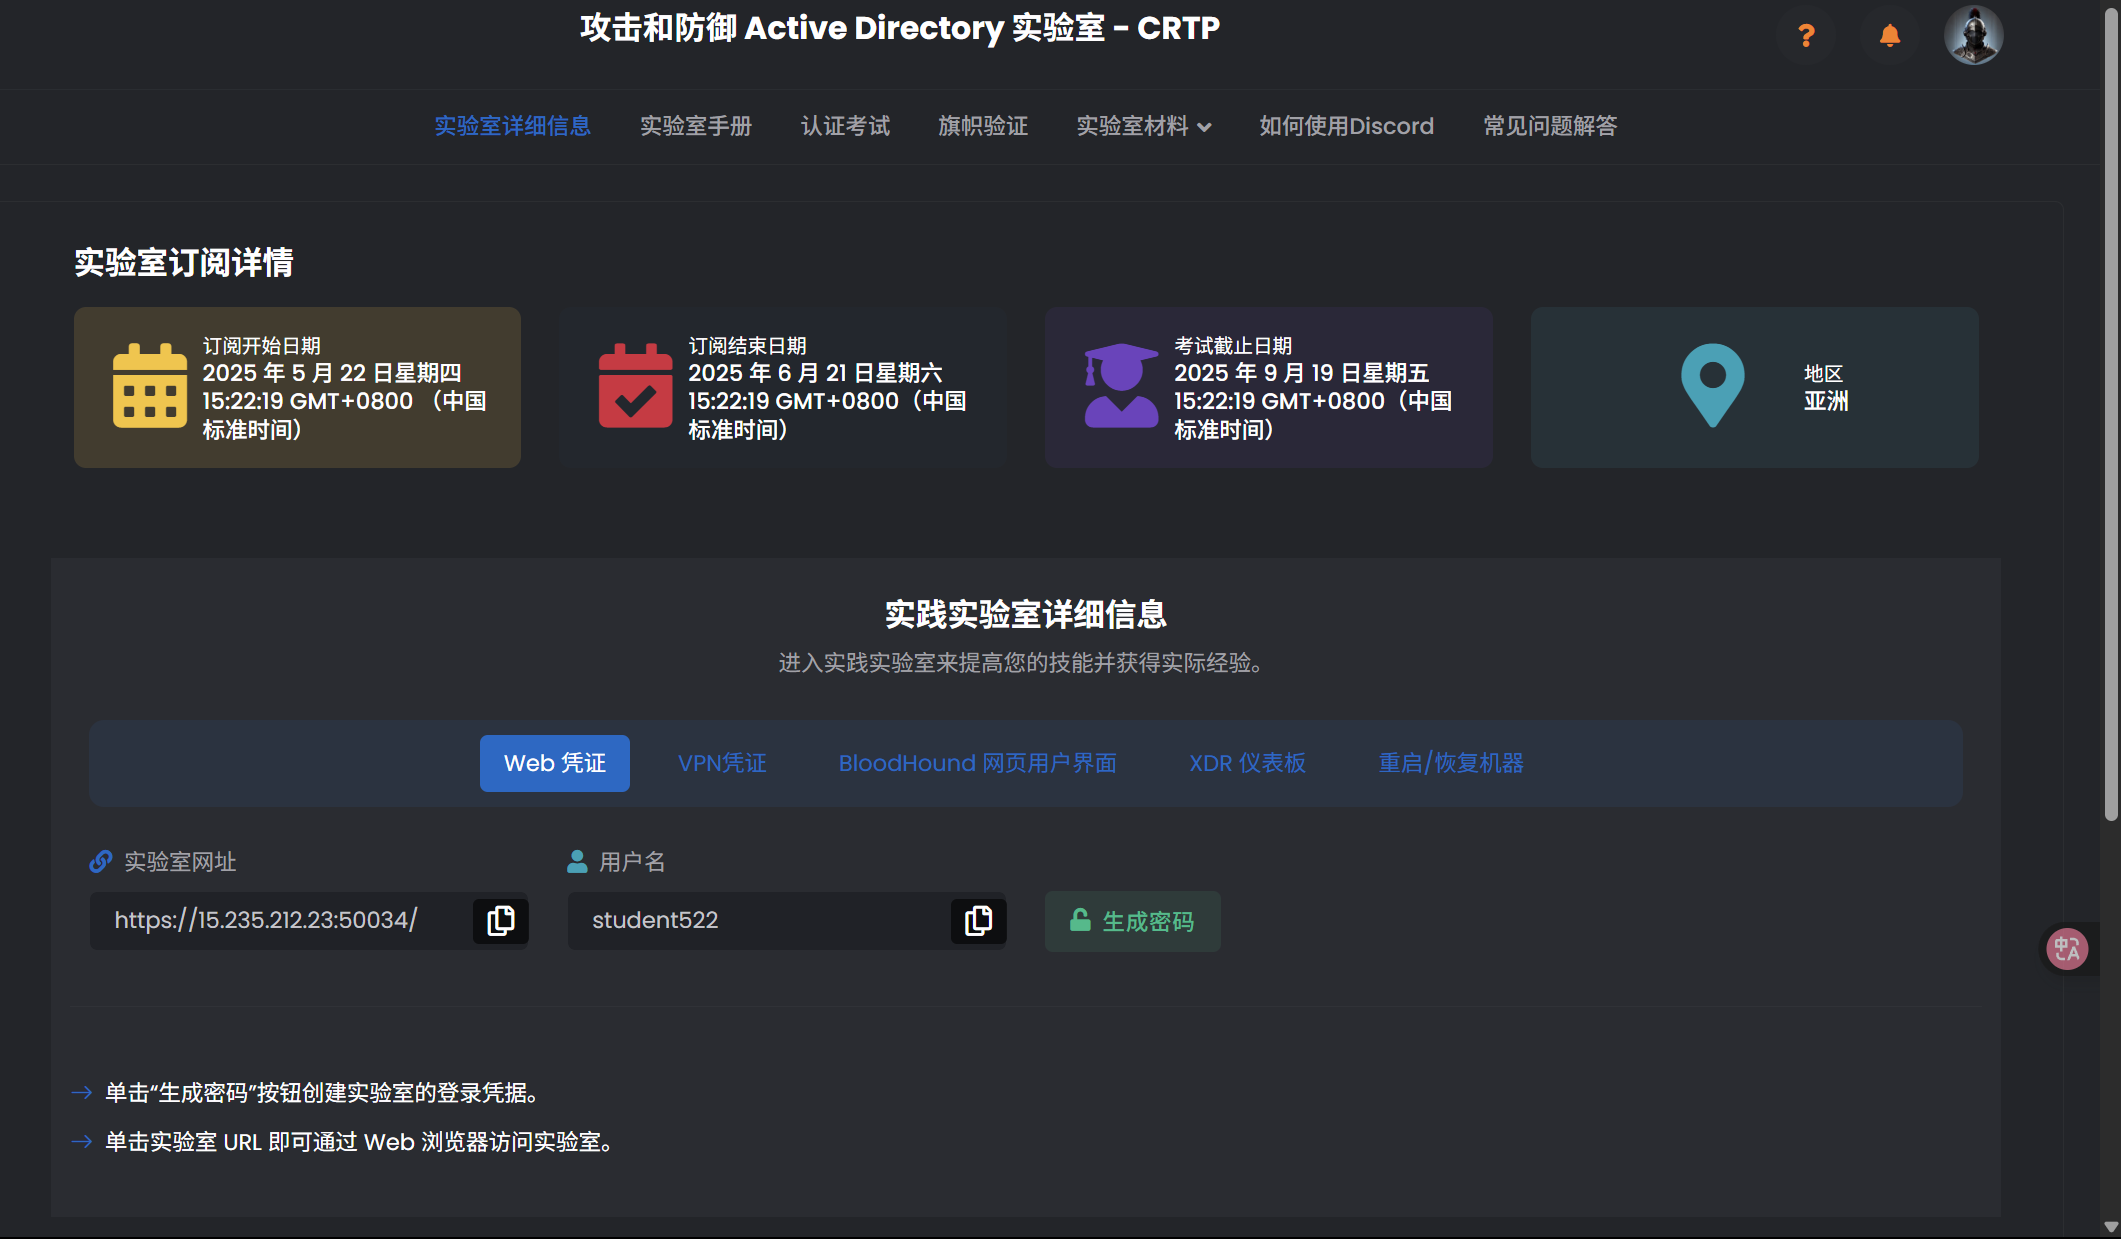 攻击和防御 Active Directory 实验室 - CRTP
实验室详细信息
实验室手册
认证考试
旗帜验证
实验室材料
如何使用Discord
常见问题解答
实验室订阅详情
订阅开始日期
2025 年 5 月 22 日星期四
15:22:19 GMT+0800 （中国
标准时间）
订阅结束日期
2025 年 6 月 21 日星期六
15:22:19 GMT+0800（中国
标准时间）
考试截止日期
2025 年 9 月 19 日星期五
15:22:19 GMT+0800（中国
标准时间）
地区
亚洲
实践实验室详细信息
进入实践实验室来提高您的技能并获得实际经验。
Web 凭证
VPN凭证
BloodHound 网页用户界面
XDR 仪表板
重启/恢复机器
实验室网址
用户名
https://15.235.212.23:50034/
student522
生成密码
中A
→ 单击“生成密码”按钮创建实验室的登录凭据。
→ 单击实验室 URL 即可通过 Web 浏览器访问实验室。